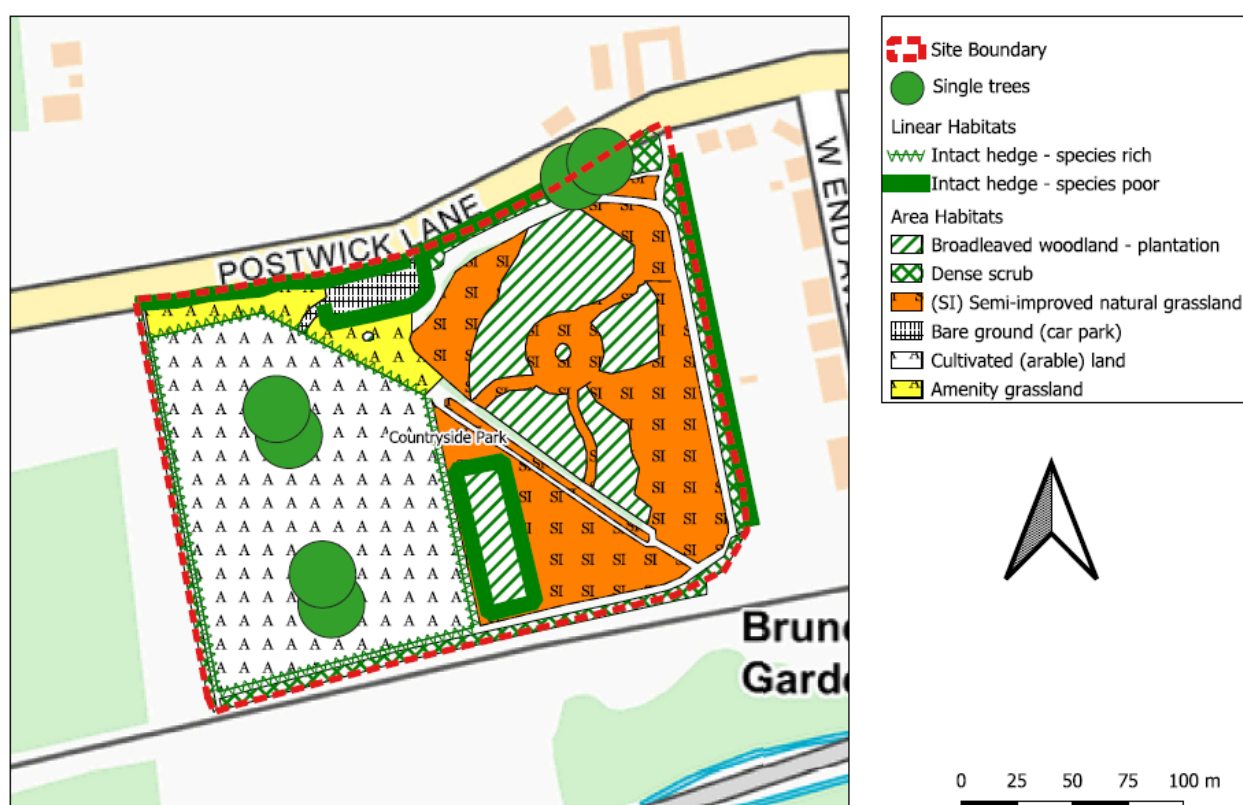 POSTWICK LANE
W END AV
Countryside Park
Brun
Garde
Site Boundary
Single trees
Linear Habitats
Intact hedge - species rich
Intact hedge - species poor
Area Habitats
Broadleaved woodland - plantation
Dense scrub
(SI) Semi-improved natural grassland
Bare ground (car park)
Cultivated (arable) land
Amenity grassland
0 25 50 75 100 m